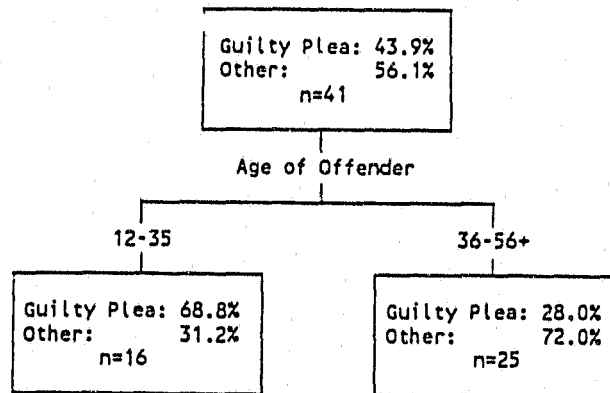 Guilty Plea: 43.9%
Other: 56.1%
n=41
Age of Offender
12-35
36-56+
Guilty Plea: 68.8%
Other: 31.2%
n=16
Guilty Plea: 28.0%
Other: 72.0%
n=25